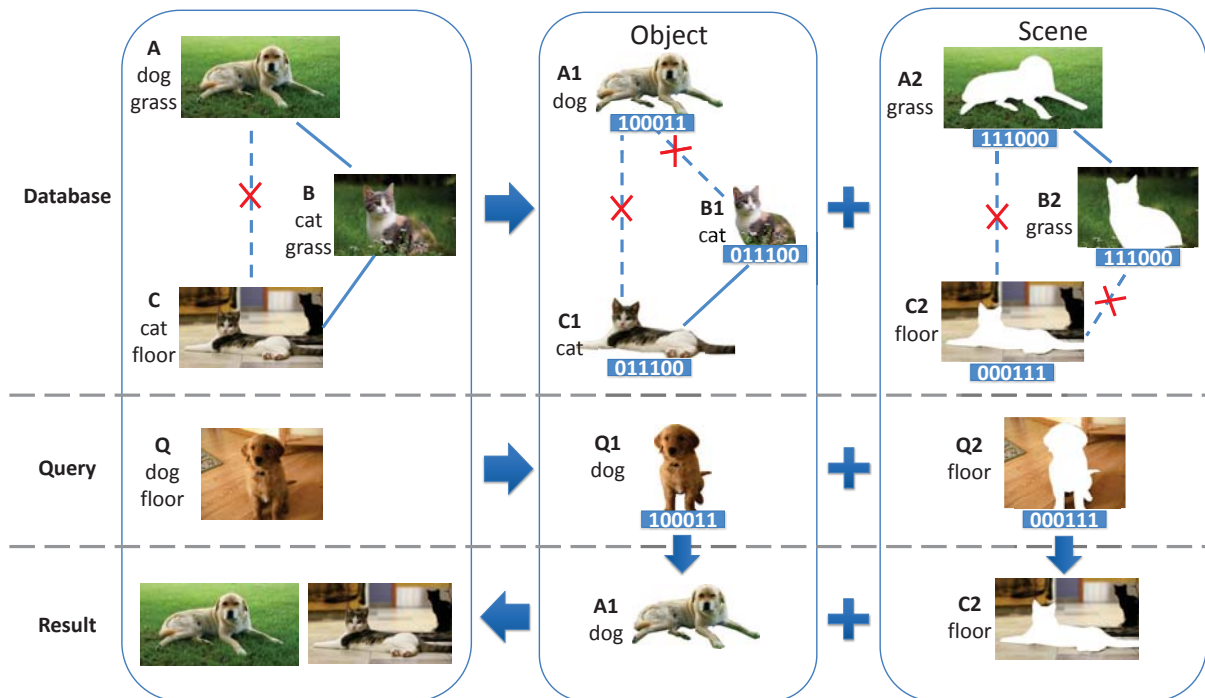 Object
Scene
Database
A
dog
grass
B
cat
grass
C
cat
floor
A1
dog
100011
B1
cat
011100
C1
cat
011100
A2
grass
111000
B2
grass
111000
C2
floor
000111
Query
Q
dog
floor
Q1
dog
100011
Q2
floor
000111
Result
A1
dog
C2
floor